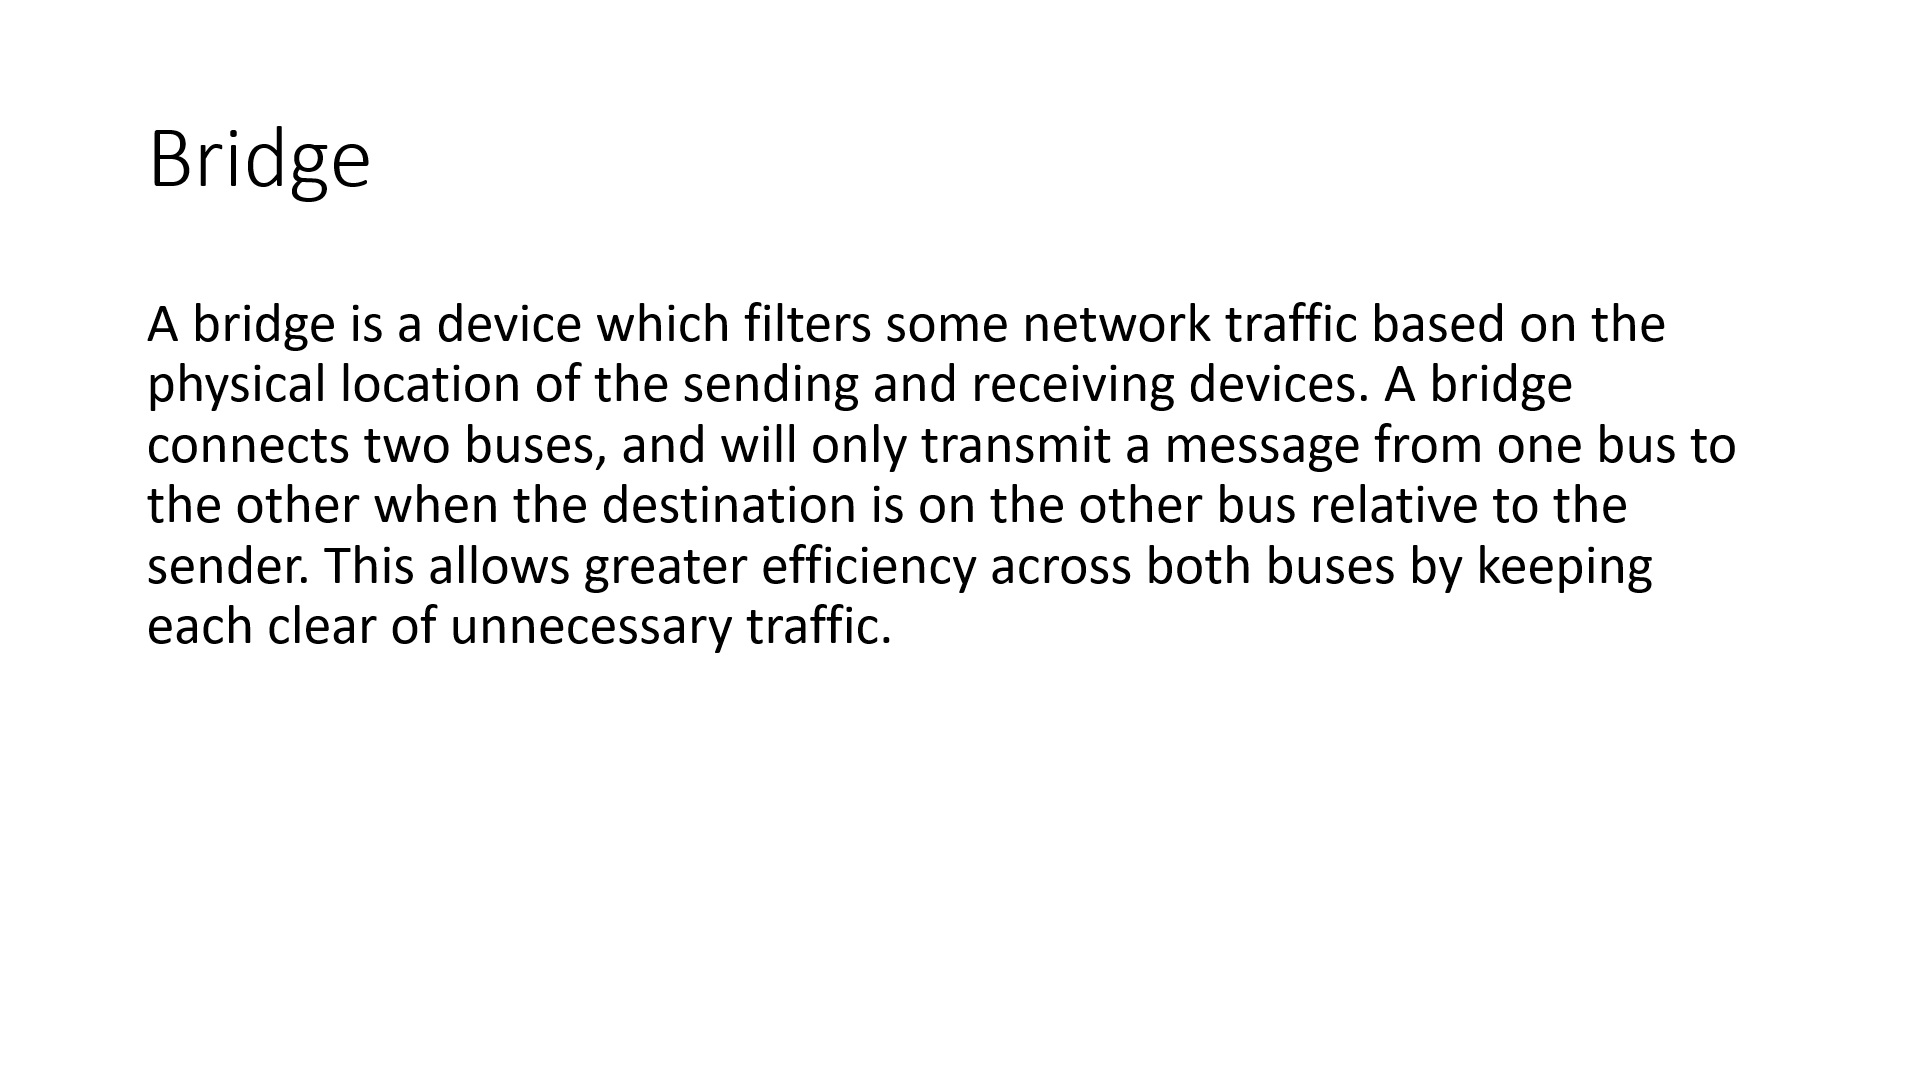 Bridge
A bridge is a device which filters some network traffic based on the
physical location of the sending and receiving devices. A bridge
connects two buses, and will only transmit a message from one bus to
the other when the destination is on the other bus relative to the
sender. This allows greater efficiency across both buses by keeping
each clear of unnecessary traffic.